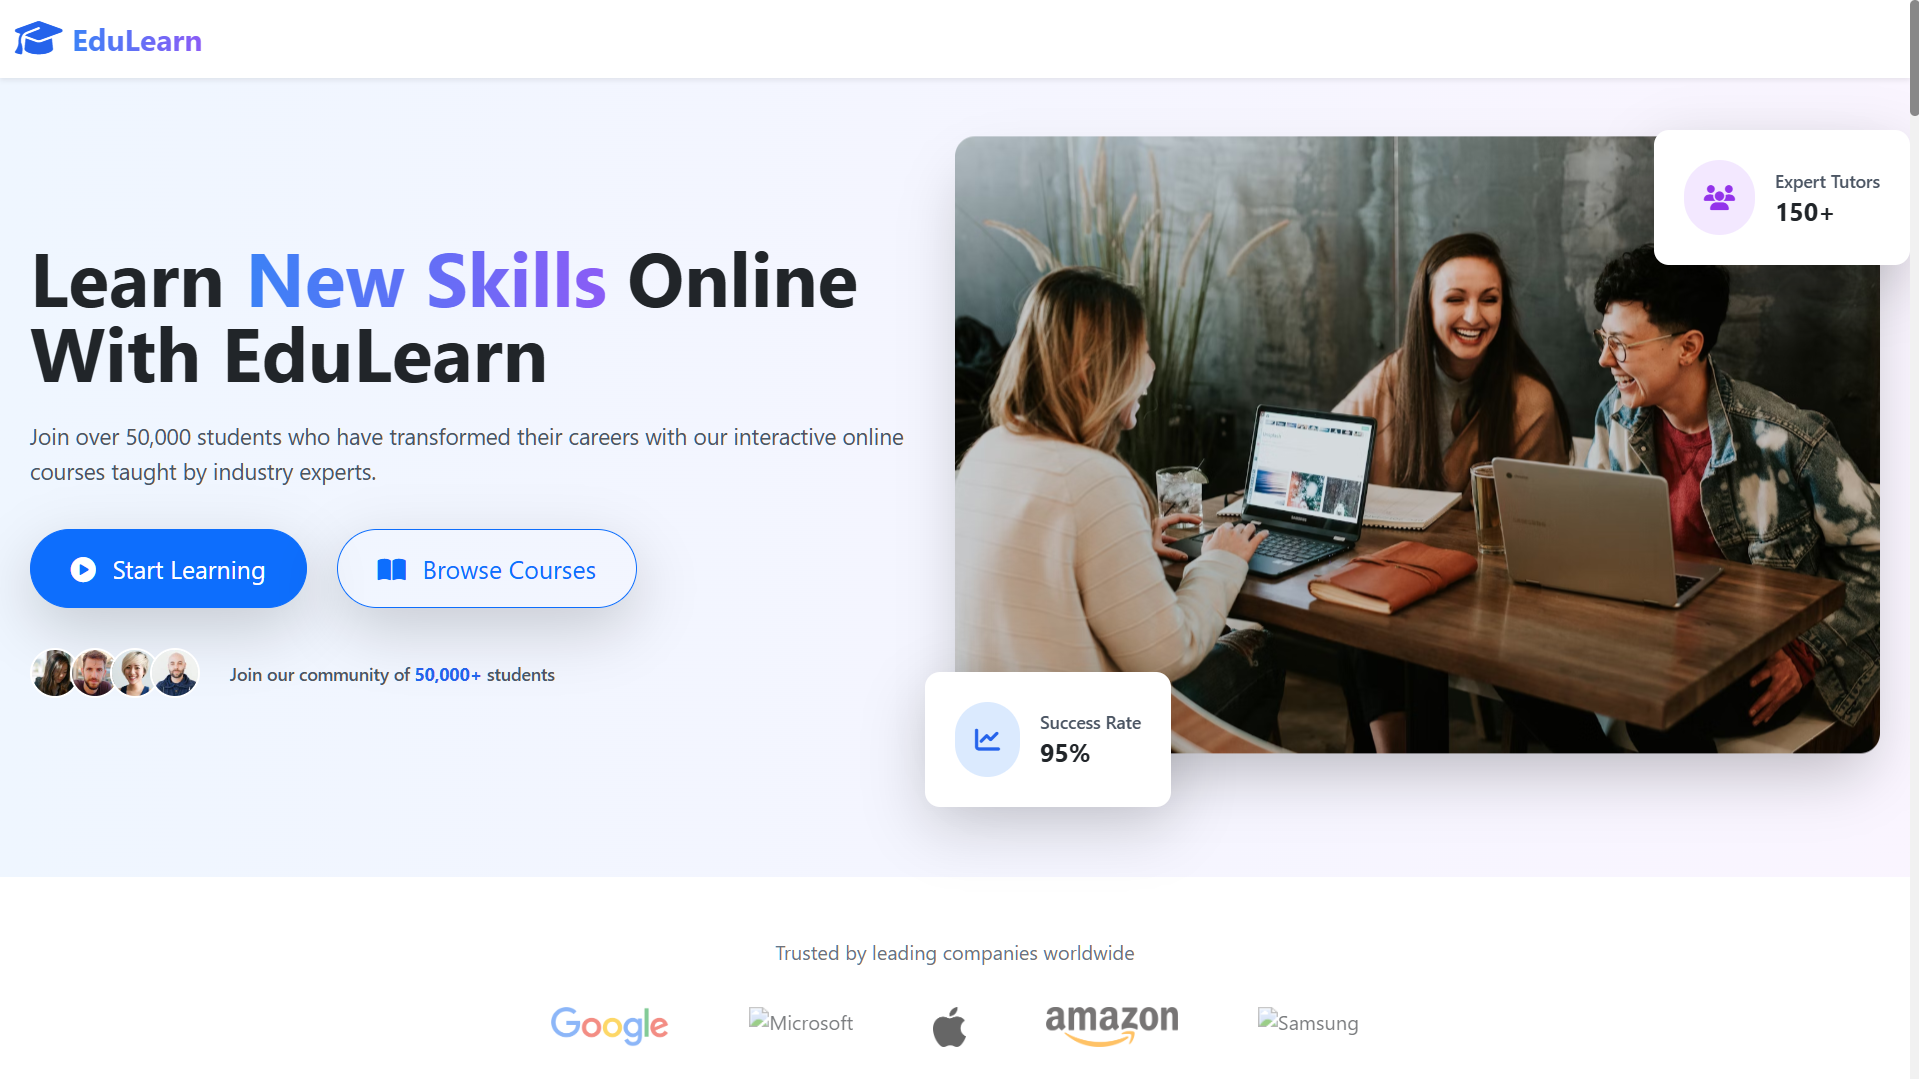 EduLearn
Learn New Skills Online
With EduLearn
Join over 50,000 students who have transformed their careers with our interactive online
courses taught by industry experts.
Start Learning
Browse Courses
Join our community of 50,000+ students
Expert Tutors
150+
Success Rate
95%
Trusted by leading companies worldwide
Google
Microsoft
amazon
Samsung